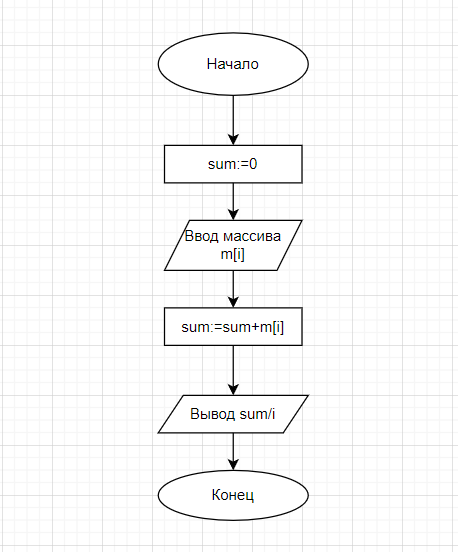 Начало
sum:=0
Ввод массива
m[i]
sum:=sum+m[i]
Вывод sum/i
Конец